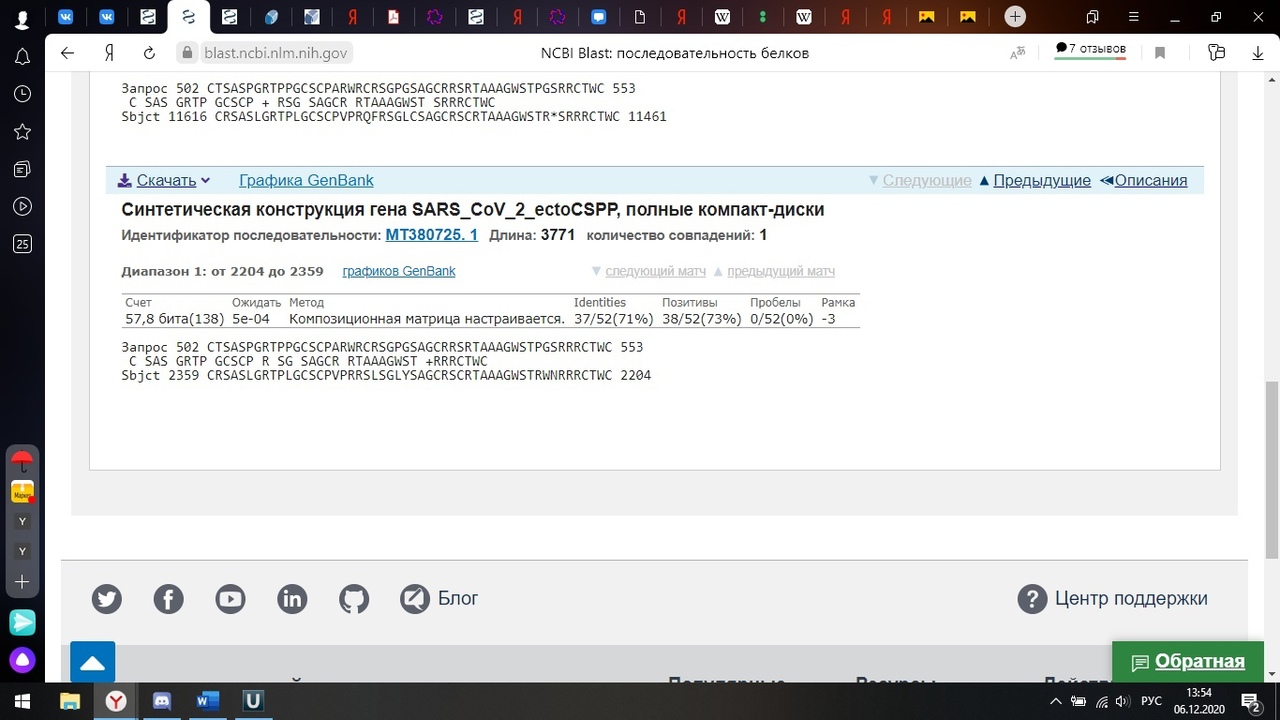 blast.ncbi.nlm.nih.gov
NCBI Blast: последовательность белков
7 отзывов
Запрос 502 CTSASPGRTPPGCSCPARWRCRSGPGSAGCRRSRTAAAGWSTPGSRRCTWC 553
C SAS GRTP GCSCP + RSG SAGCR RTAAAGWST SRRRCTWC
Sbjct 11616 CRSASLGRTPLGCSCPVPRQFRSGLCSAGCRSCRTAAAGWSTR*SRRRCTWC 11461
Скачать
Графика GenBank
Следующие
Предыдущие
Описания
Синтетическая конструкция гена SARS_CoV_2_ectoCSPP, полные компакт-диски
Идентификатор последовательности: MT380725. 1 Длина: 3771 количество совпадений: 1
Диапазон 1: от 2204 до 2359 графиков GenBank следующий матч предыдущий матч
Счет Ожидать Метод Identities Позитивы Пробелы Рамка
57,8 бита(138) 5e-04 Композиционная матрица настраивается. 37/52(71%) 38/52(73%) 0/52(0%) -3
Запрос 502 CTSASPGRTPPGCSCPARWRCRSGPGSAGCRRSRTAAAGWSTPGSRRRCTWC 553
C SAS GRTP GCSCP R SG SAGCR RTAAAGWST +RRRCTWC
Sbjct 2359 CRSASLGRTPLGCSCPVPRRSLSGLYSAGCRSCRTAAAGWSTRWNRRRCTWC 2204
Блог
Центр поддержки
Обратная
25
Маркет
Y
Y
РУС
13:54
06.12.2020
2